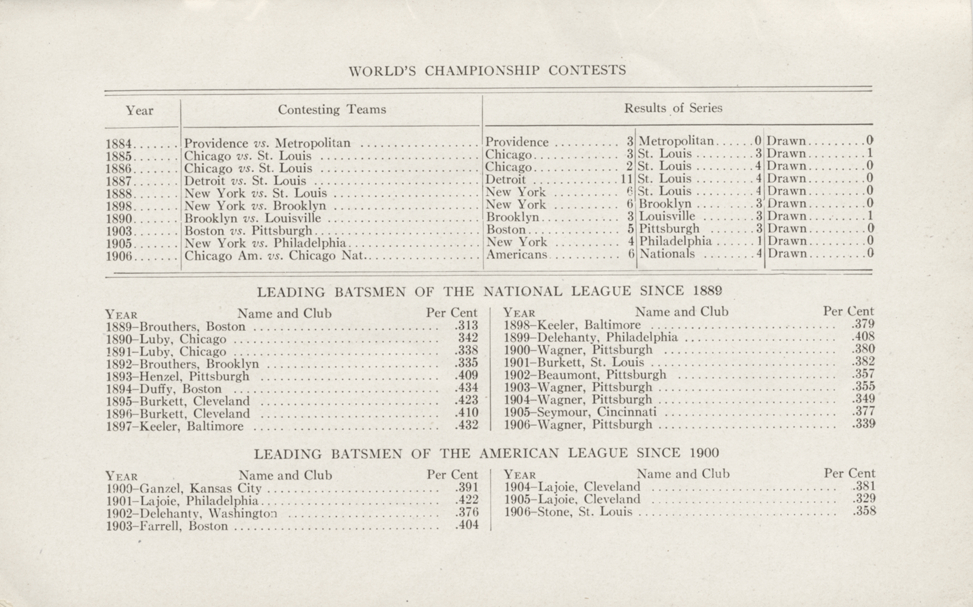 WORLD'S CHAMPIONSHIP CONTESTS
Year Contesting Teams Results of Series
1884....... Providence vs. Metropolitan .................... Providence ........ 3 Metropolitan.....0 Drawn.........0
1885....... Chicago vs. St. Louis .......................... Chicago............ 3 St. Louis .......3 Drawn.........1
1886....... Chicago vs. St. Louis .......................... Chicago............ 2 St. Louis .......4 Drawn.........0
1887....... Detroit vs. St. Louis .......................... Detroit ........... 11 St. Louis .......4 Drawn.........0
1888....... New York vs. St. Louis ......................... New York .......... 6 St. Louis .......4 Drawn.........0
1898....... New York vs. Brooklyn .......................... New York .......... 6 Brooklyn ........3 Drawn.........0
1890....... Brooklyn vs. Louisville ........................ Brooklyn........... 3 Louisville ......3 Drawn.........1
1903....... Boston vs. Pittsburgh........................... Boston............. 5 Pittsburgh ......3 Drawn.........0
1905....... New York vs. Philadelphia....................... New York .......... 4 Philadelphia ....1 Drawn.........0
1906....... Chicago Am. vs. Chicago Nat..................... Americans.......... 6 Nationals .......4 Drawn.........0
LEADING BATSMEN OF THE NATIONAL LEAGUE SINCE 1889
YEAR Name and Club Per Cent
1889–Brouthers, Boston .......................... .313
1890–Luby, Chicago .......................... 342
1891–Luby, Chicago .......................... .338
1892–Brouthers, Brooklyn .......................... .335
1893–Henzel, Pittsburgh .......................... .409
1894–Duffy, Boston .......................... .434
1895–Burkett, Cleveland .......................... .423
1896–Burkett, Cleveland .......................... .410
1897–Keeler, Baltimore .......................... .432
YEAR Name and Club Per Cent
1898–Keeler, Baltimore .......................... .379
1899–Delehanty, Philadelphia .......................... .408
1900–Wagner, Pittsburgh .......................... .380
1901–Burkett, St. Louis .......................... .382
1902–Beaumont, Pittsburgh .......................... .357
1903–Wagner, Pittsburgh .......................... .355
1904–Wagner, Pittsburgh .......................... .349
1905–Seymour, Cincinnati .......................... .377
1906–Wagner, Pittsburgh .......................... .339
LEADING BATSMEN OF THE AMERICAN LEAGUE SINCE 1900
YEAR Name and Club Per Cent
1900–Ganzel, Kansas City .......................... .391
1901–Lajoie, Philadelphia.......................... .422
1902–Delehanty, Washington .......................... .376
1903–Farrell, Boston .......................... .404
YEAR Name and Club Per Cent
1904–Lajoie, Cleveland .......................... .381
1905–Lajoie, Cleveland .......................... .329
1906–Stone, St. Louis .......................... .358